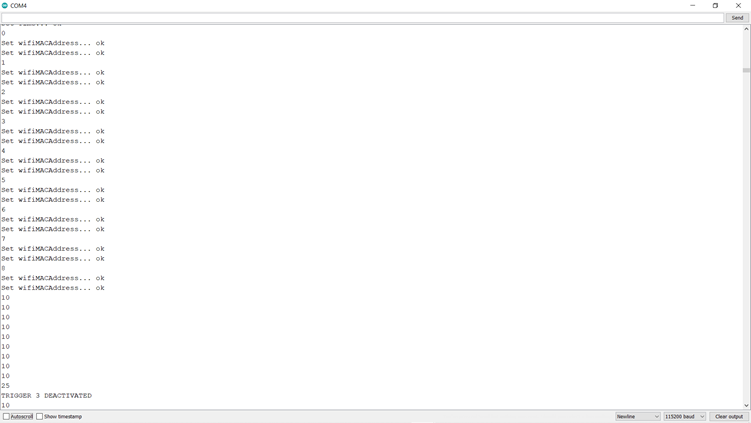 COM4
Send
0
Set wifiMACAddress... ok
Set wifiMACAddress... ok
1
Set wifiMACAddress... ok
Set wifiMACAddress... ok
2
Set wifiMACAddress... ok
Set wifiMACAddress... ok
3
Set wifiMACAddress... ok
Set wifiMACAddress... ok
4
Set wifiMACAddress... ok
Set wifiMACAddress... ok
5
Set wifiMACAddress... ok
Set wifiMACAddress... ok
6
Set wifiMACAddress... ok
Set wifiMACAddress... ok
7
Set wifiMACAddress... ok
Set wifiMACAddress... ok
8
Set wifiMACAddress... ok
Set wifiMACAddress... ok
10
10
10
10
10
10
10
10
10
25
TRIGGER 3 DEACTIVATED
10
Autoscroll Show timestamp Newline 115200 baud Clear output